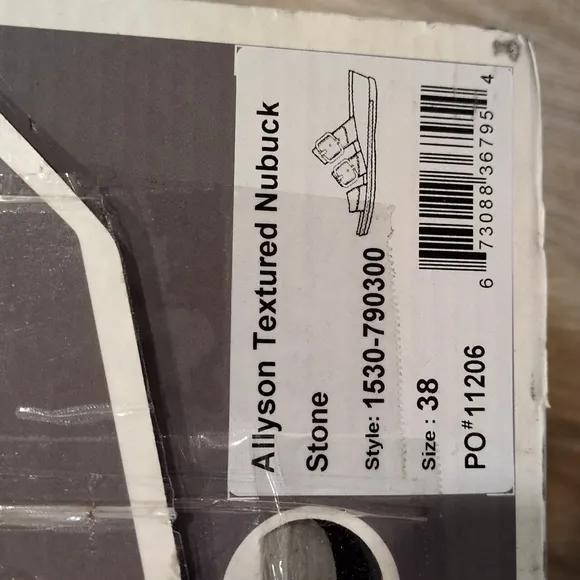 Allyson Textured Nubuck
Stone
Style: 1530-790300
Size : 38
PO#11206
6 73088 36795 4